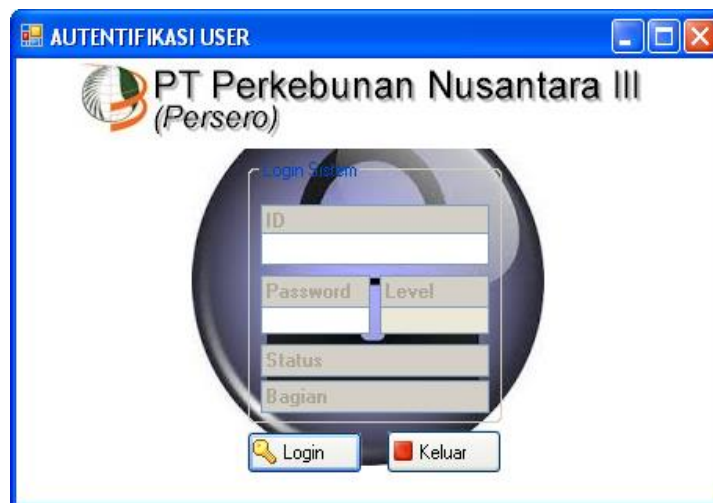 AUTENTIFIKASI USER
PT Perkebunan Nusantara III
(Persero)
Login Sistem
ID
Password Level
Status
Bagian
Login Keluar